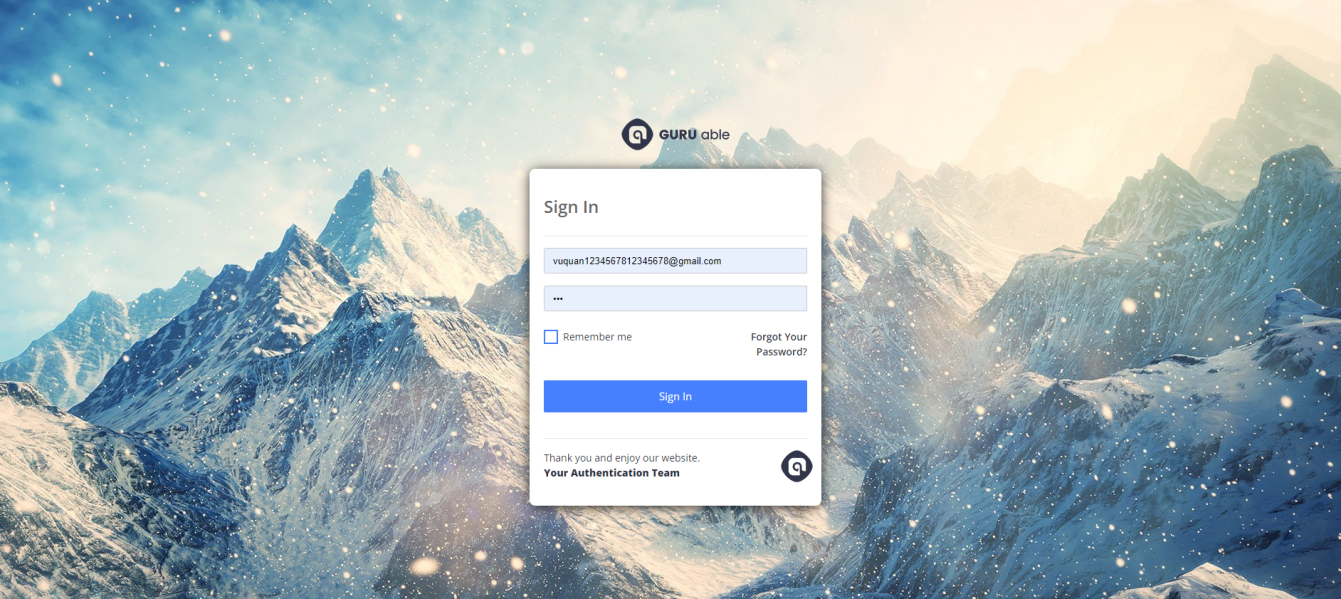 GURU able
Sign In
vuquan1234567812345678@gmail.com
•••
Remember me
Forgot Your
Password?
Sign In
Thank you and enjoy our website.
Your Authentication Team